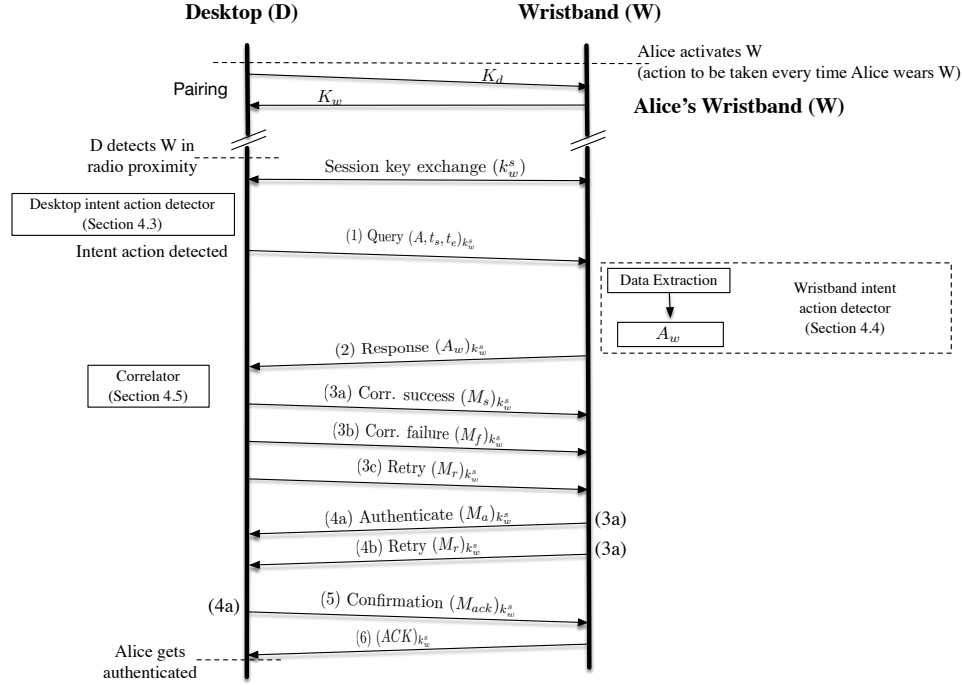 Desktop (D)
Wristband (W)
Alice activates W
(action to be taken every time Alice wears W)
K_d
Pairing
K_w
Alice's Wristband (W)
D detects W in
radio proximity
Session key exchange (k_w^s)
Desktop intent action detector
(Section 4.3)
(1) Query (A, t_s, t_e)_{k_w^s}
Intent action detected
Data Extraction
Wristband intent
action detector
(Section 4.4)
A_w
(2) Response (A_w)_{k_w^s}
Correlator
(Section 4.5)
(3a) Corr. success (M_s)_{k_w^s}
(3b) Corr. failure (M_f)_{k_w^s}
(3c) Retry (M_r)_{k_w^s}
(4a) Authenticate (M_a)_{k_w^s}
(3a)
(4b) Retry (M_r)_{k_w^s}
(3a)
(4a)
(5) Confirmation (M_{ack})_{k_w^s}
(6) (ACK)_{k_w^s}
Alice gets
authenticated